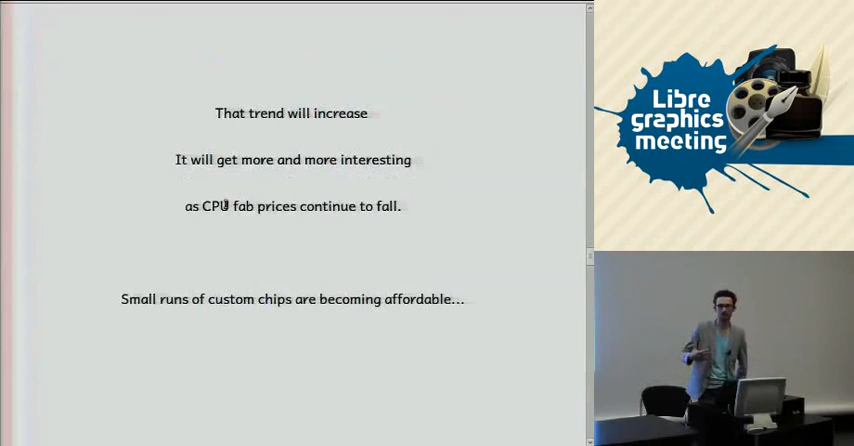 That trend will increase
It will get more and more interesting
as CPU fab prices continue to fall.
Small runs of custom chips are becoming affordable...
Libre
graphics
meeting